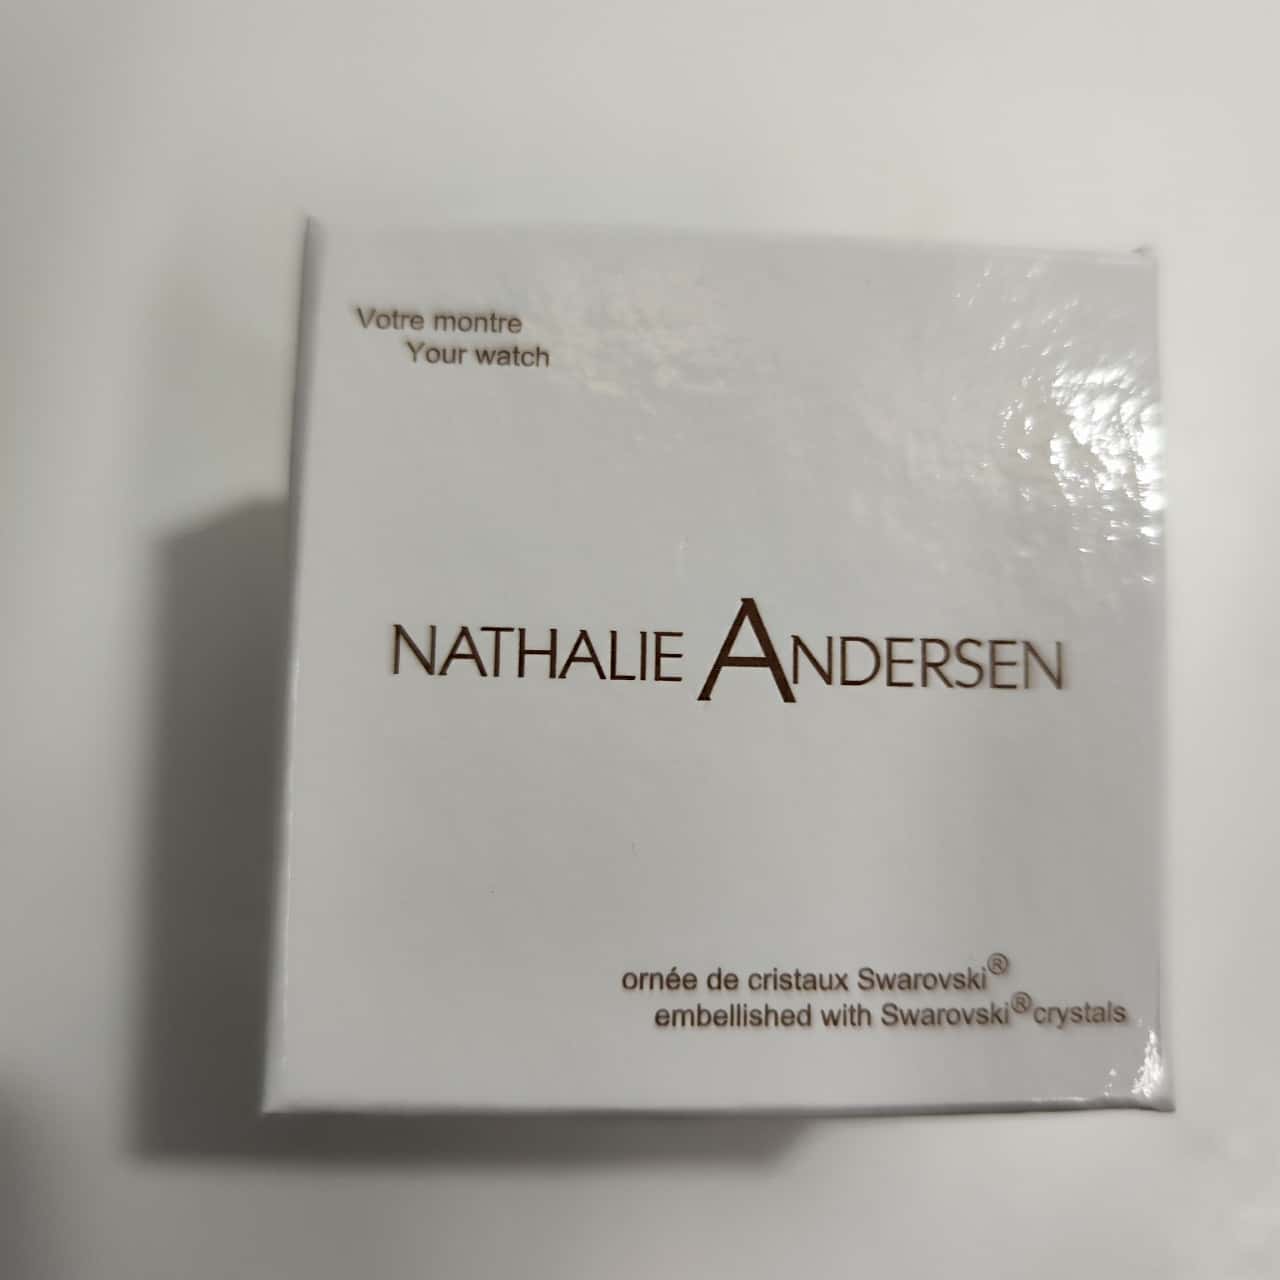 Votre montre
Your watch
NATHALIE ANDERSEN
ornée de cristaux Swarovski®
embellished with Swarovski® crystals